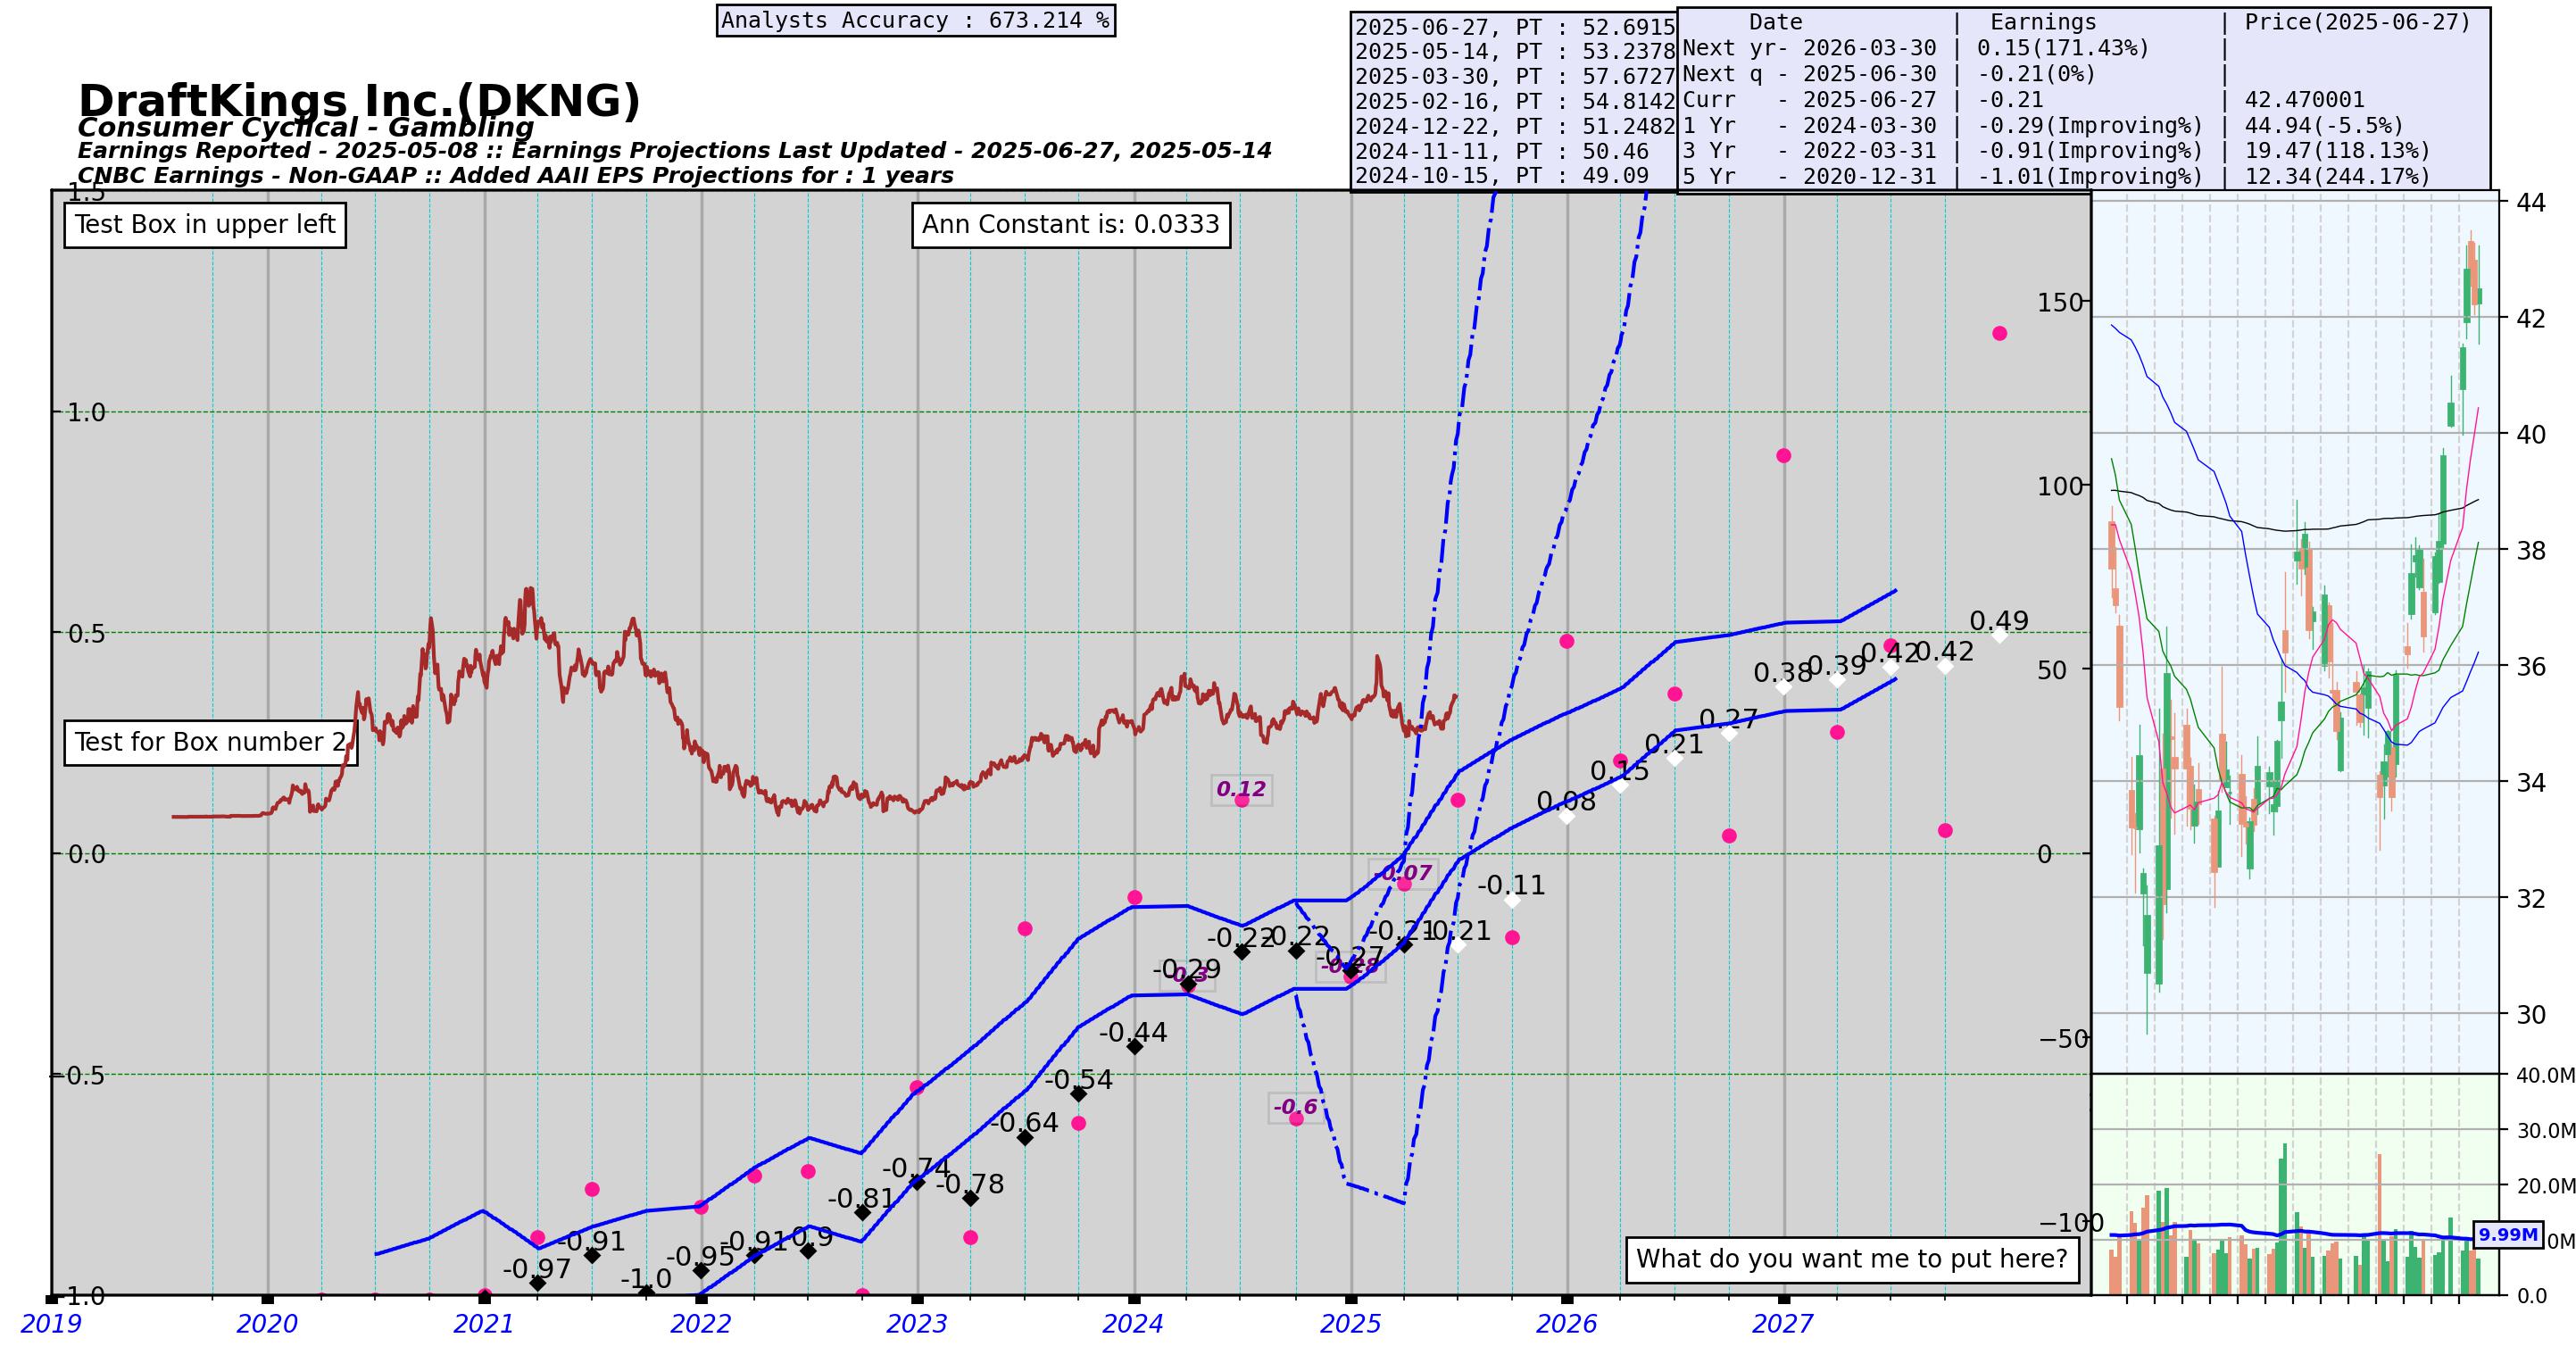 Analysts Accuracy : 673.214 %
2025-06-27, PT : 52.6915
2025-05-14, PT : 53.2378
2025-03-30, PT : 57.6727
2025-02-16, PT : 54.8142
2024-12-22, PT : 51.2482
2024-11-11, PT : 50.46
2024-10-15, PT : 49.09
Date | Earnings | Price(2025-06-27)
Next yr- 2026-03-30 | 0.15(171.43%) |
Next q - 2025-06-30 | -0.21(0%) |
Curr - 2025-06-27 | -0.21 | 42.470001
1 Yr - 2024-03-30 | -0.29(Improving%) | 44.94(-5.5%)
3 Yr - 2022-03-31 | -0.91(Improving%) | 19.47(118.13%)
5 Yr - 2020-12-31 | -1.01(Improving%) | 12.34(244.17%)
DraftKings Inc.(DKNG)
Consumer Cyclical - Gambling
Earnings Reported - 2025-05-08 :: Earnings Projections Last Updated - 2025-06-27, 2025-05-14
CNBC Earnings - Non-GAAP :: Added AAII EPS Projections for : 1 years
Test Box in upper left
Ann Constant is: 0.0333
Test for Box number 2
What do you want me to put here?
1.5
1.0
0.5
0.0
−0.5
−1.0
-0.97
-0.91
-1.0
-0.95
-0.91
-0.9
-0.81
-0.74
-0.78
-0.64
-0.54
-0.44
-0.29
-0.3
-0.22
0.12
-0.22
-0.6
-0.27
-0.28
-0.21
-0.07
-0.21
-0.11
0.08
0.15
0.21
0.27
0.38
0.39
0.42
0.42
0.49
150
100
50
0
−50
−100
44
42
40
38
36
34
32
30
40.0M
30.0M
20.0M
9.99M
0.0
2019
2020
2021
2022
2023
2024
2025
2026
2027